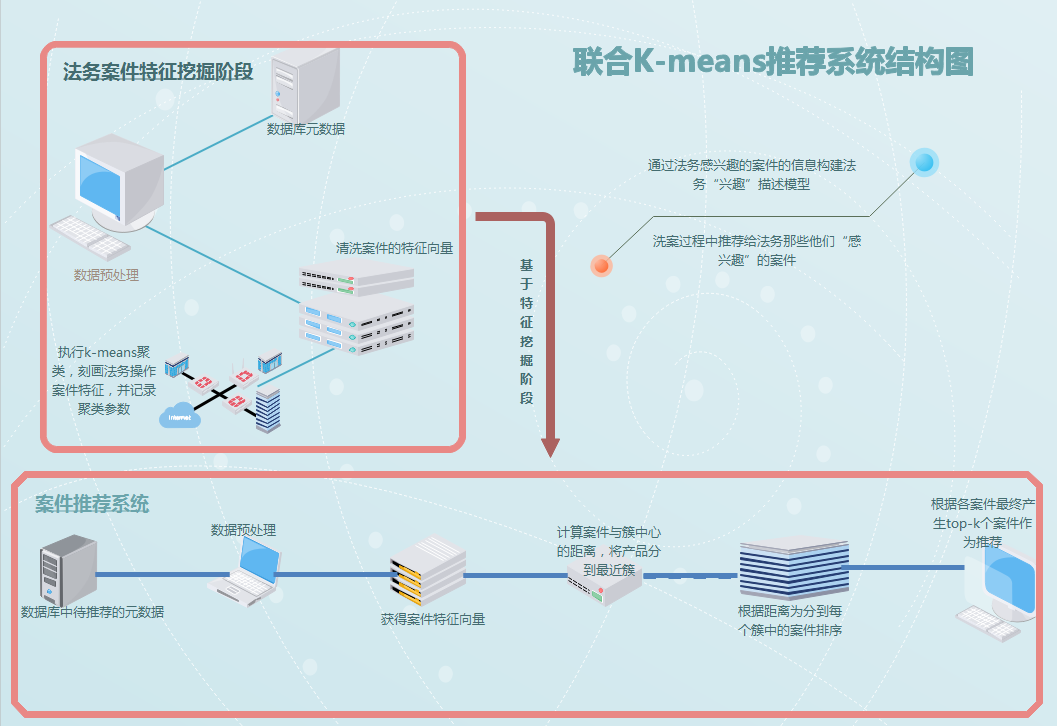 联合K-means推荐系统结构图
法务案件特征挖掘阶段
数据库元数据
数据预处理
清洗案件的特征向量
执行k-means聚
类，刻画法务操作
案件特征，并记录
聚类参数
Internet
基
于
特
征
挖
掘
阶
段
通过法务感兴趣的案件的信息构建法
务“兴趣”描述模型
洗案过程中推荐给法务那些他们“感
兴趣”的案件
案件推荐系统
数据库中待推荐的元数据
数据预处理
获得案件特征向量
计算案件与簇中心
的距离，将产品分
到最近簇
根据距离为分到每
个簇中的案件排序
根据各案件最终产
生top-k个案件作
为推荐